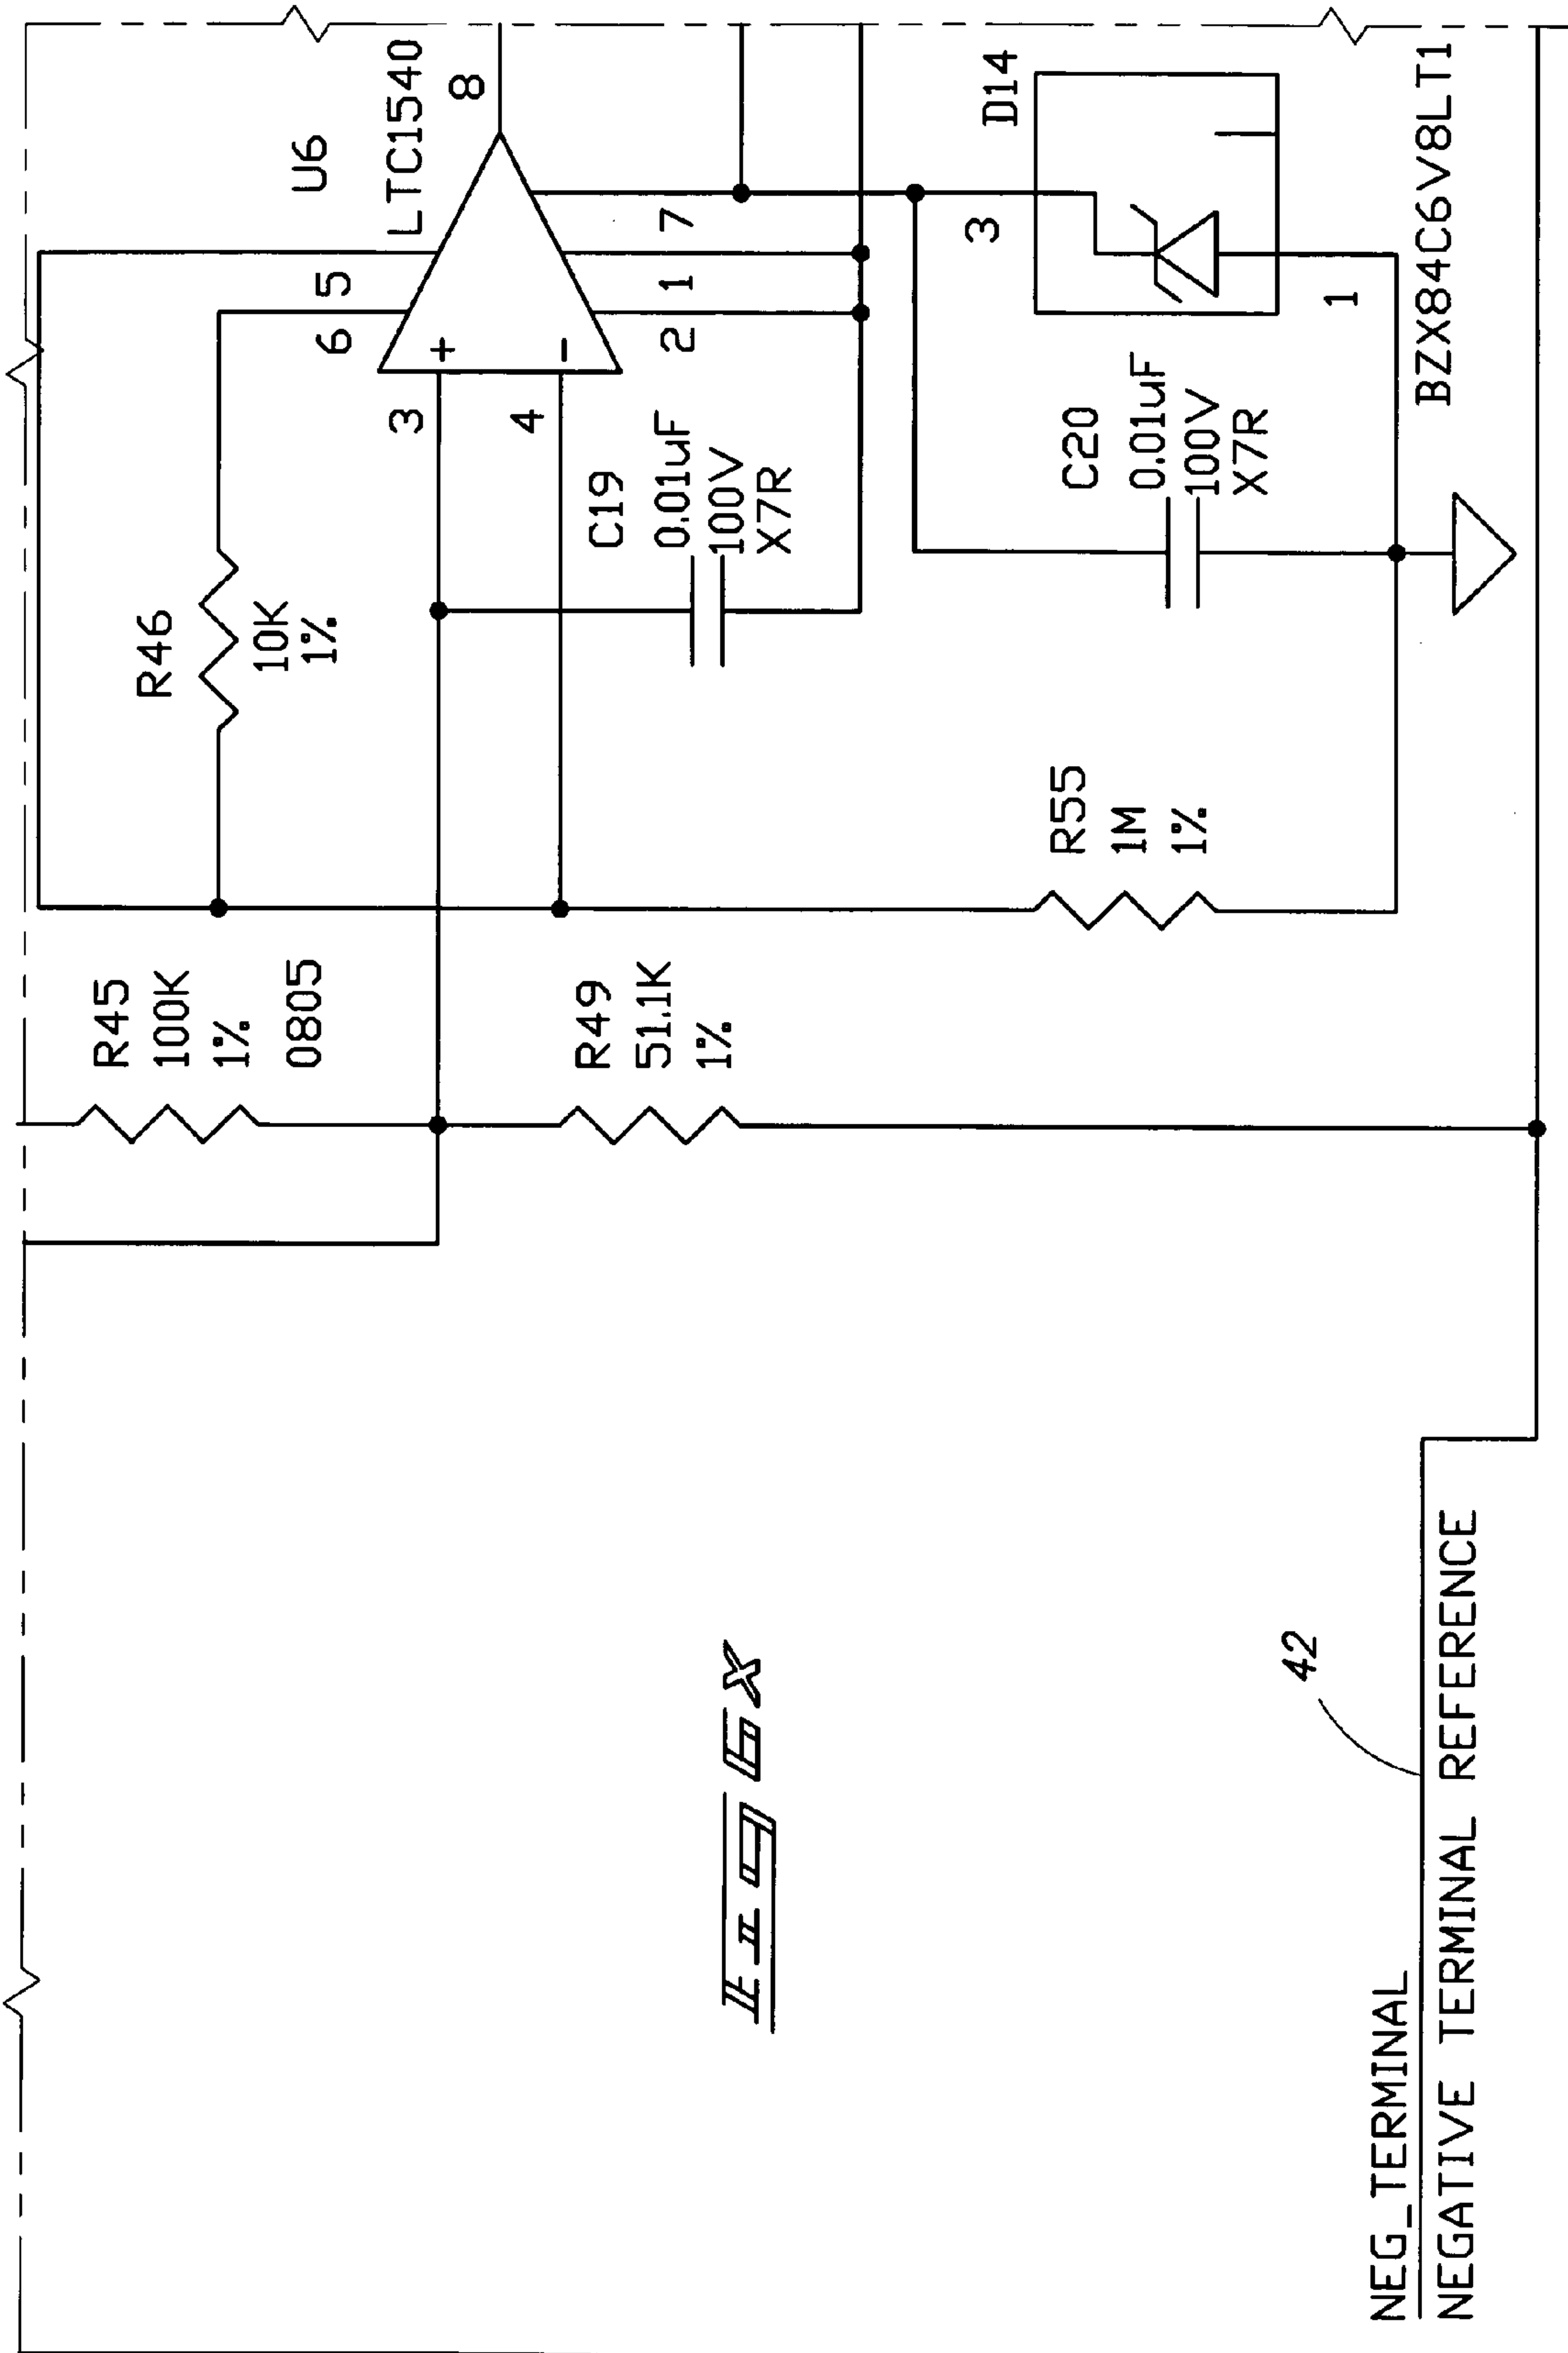 R45
100K
1%
0805
R46
10K
1%
U6
LTC1540
6
5
8
3
4
2
1
7
+
-
R49
51.1K
1%
C19
0.01uF
100V
X7R
R55
1M
1%
C20
0.01uF
100V
X7R
D14
3
1
BZX84C6V8LT1
FIG 6X
42
NEG_TERMINAL
NEGATIVE TERMINAL REFERENCE